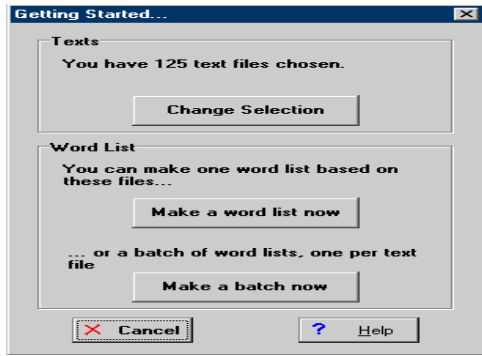 Getting Started...
Texts
You have 125 text files chosen.
Change Selection
Word List
You can make one word list based on
these files...
Make a word list now
... or a batch of word lists, one per text
file
Make a batch now
Cancel
? Help